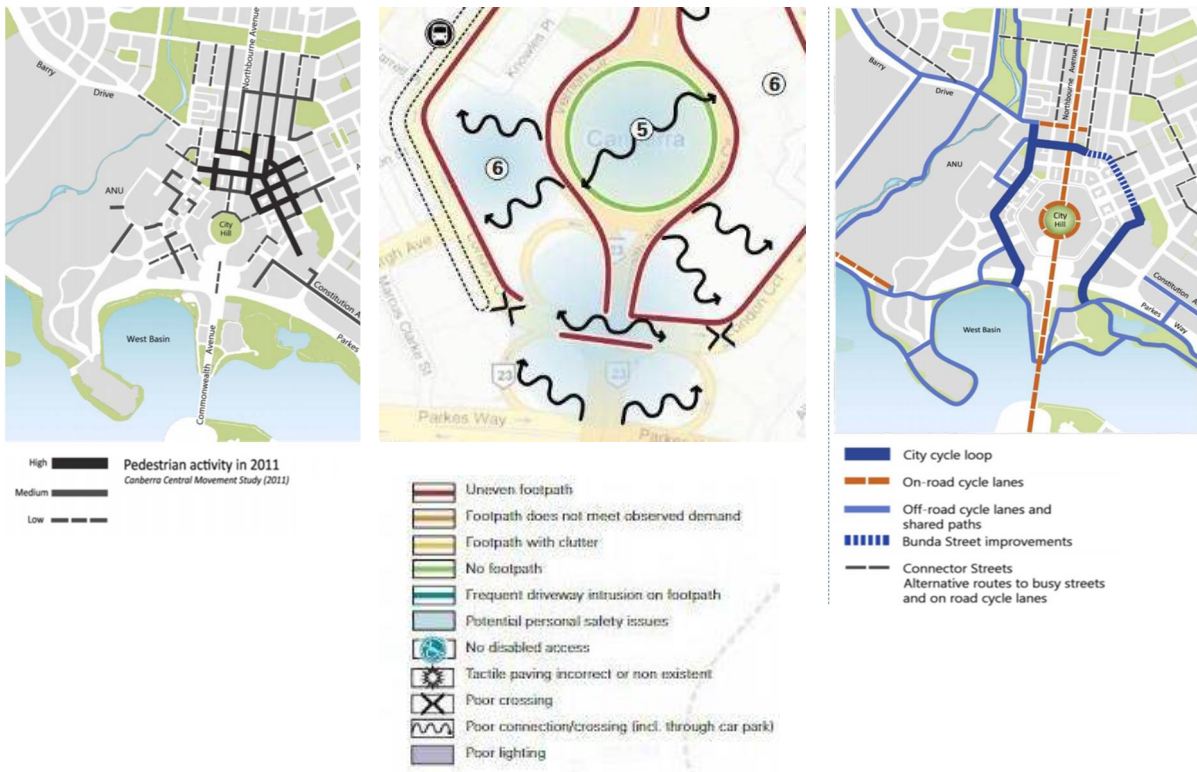 Barry
Drive
Northbourne Avenue
ANU
City
Hill
Constitution A
Parkes
West Basin
Commonwealth Avenue
High
Medium
Low
Pedestrian activity in 2011
Canberra Central Movement Study (2011)
Knowles Pl
6
5
Canberra
6
23
Marcus Clarke St
23
23
Parkes Way
Uneven footpath
Footpath does not meet observed demand
Footpath with clutter
No footpath
Frequent driveway intrusion on footpath
Potential personal safety issues
No disabled access
Tactile paving incorrect or non existent
Poor crossing
Poor connection/crossing (incl. through car park)
Poor lighting
Barry
Drive
Northbourne
Avenue
ANU
City
Hill
Constitution
Parkes
Way
West Basin
City cycle loop
On-road cycle lanes
Off-road cycle lanes and
shared paths
Bunda Street improvements
Connector Streets
Alternative routes to busy streets
and on road cycle lanes